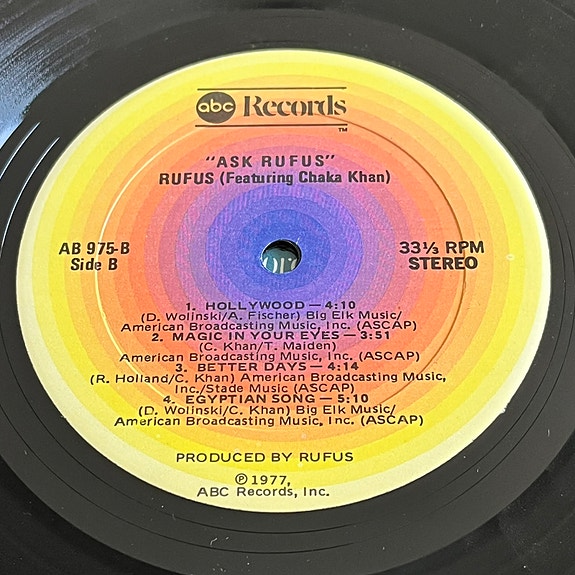 abc Records
TM
"ASK RUFUS"
RUFUS (Featuring Chaka Khan)
AB 975-B
Side B
33⅓ RPM
STEREO
1. HOLLYWOOD — 4:10
(D. Wolinski/A. Fischer) Big Elk Music/
American Broadcasting Music, Inc. (ASCAP)
2. MAGIC IN YOUR EYES — 3:51
(C. Khan/T. Maiden)
American Broadcasting Music, Inc. (ASCAP)
3. BETTER DAYS — 4:14
(R. Holland/C. Khan) American Broadcasting Music,
Inc./Stade Music (ASCAP)
4. EGYPTIAN SONG — 5:10
(D. Wolinski/C. Khan) Big Elk Music/
American Broadcasting Music, Inc. (ASCAP)
PRODUCED BY RUFUS
℗ 1977,
ABC Records, Inc.